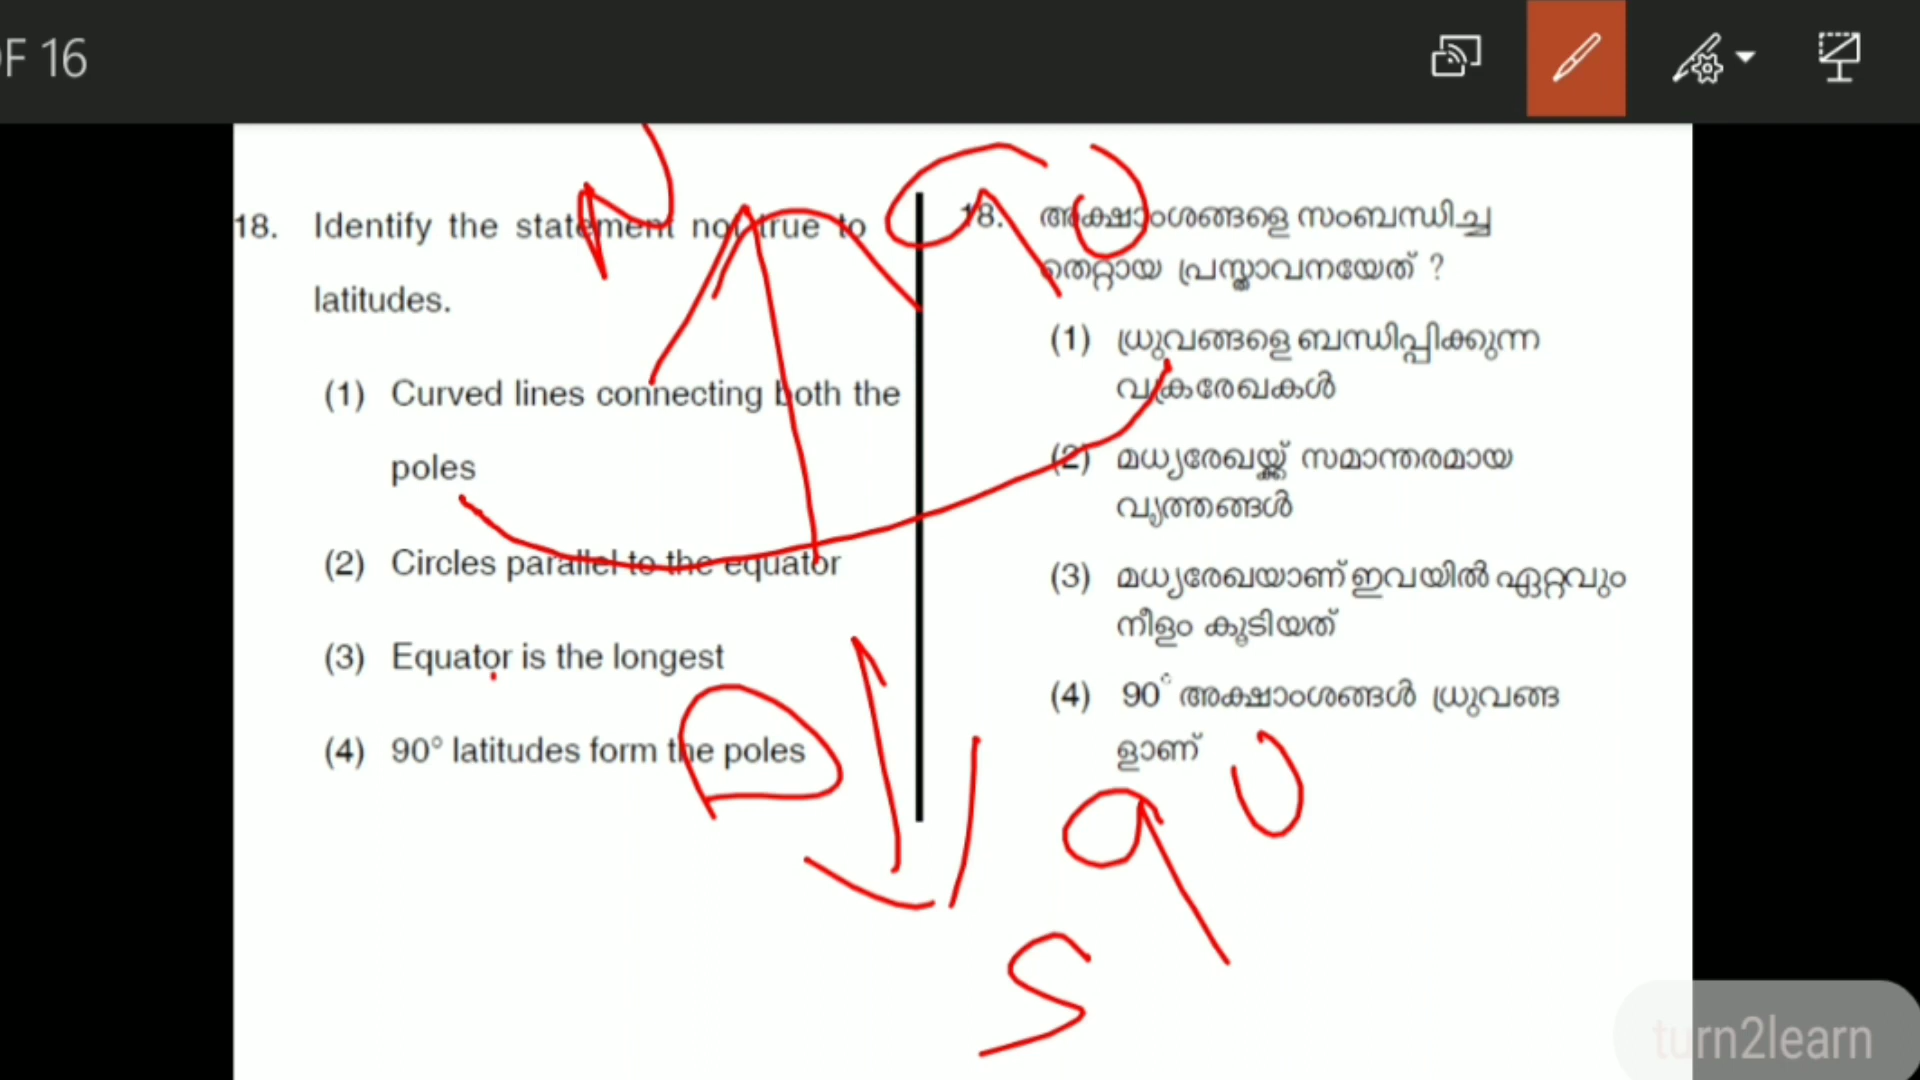 F 16
18. Identify the statement not true to
latitudes.
(1) Curved lines connecting both the
poles
(2) Circles parallel to the equator
(3) Equator is the longest
(4) 90° latitudes form the poles
18. അക്ഷാംശങ്ങളെ സംബന്ധിച്ച
തെറ്റായ പ്രസ്താവനയേത് ?
(1) ധ്രുവങ്ങളെ ബന്ധിപ്പിക്കുന്ന
വക്രരേഖകൾ
(2) മധ്യരേഖയ്ക്ക് സമാന്തരമായ
വൃത്തങ്ങൾ
(3) മധ്യരേഖയാണ് ഇവയിൽ ഏറ്റവും
നീളം കൂടിയത്
(4) 90° അക്ഷാംശങ്ങൾ ധ്രുവങ്ങ
ളാണ്
N
90
90
S
turn2learn